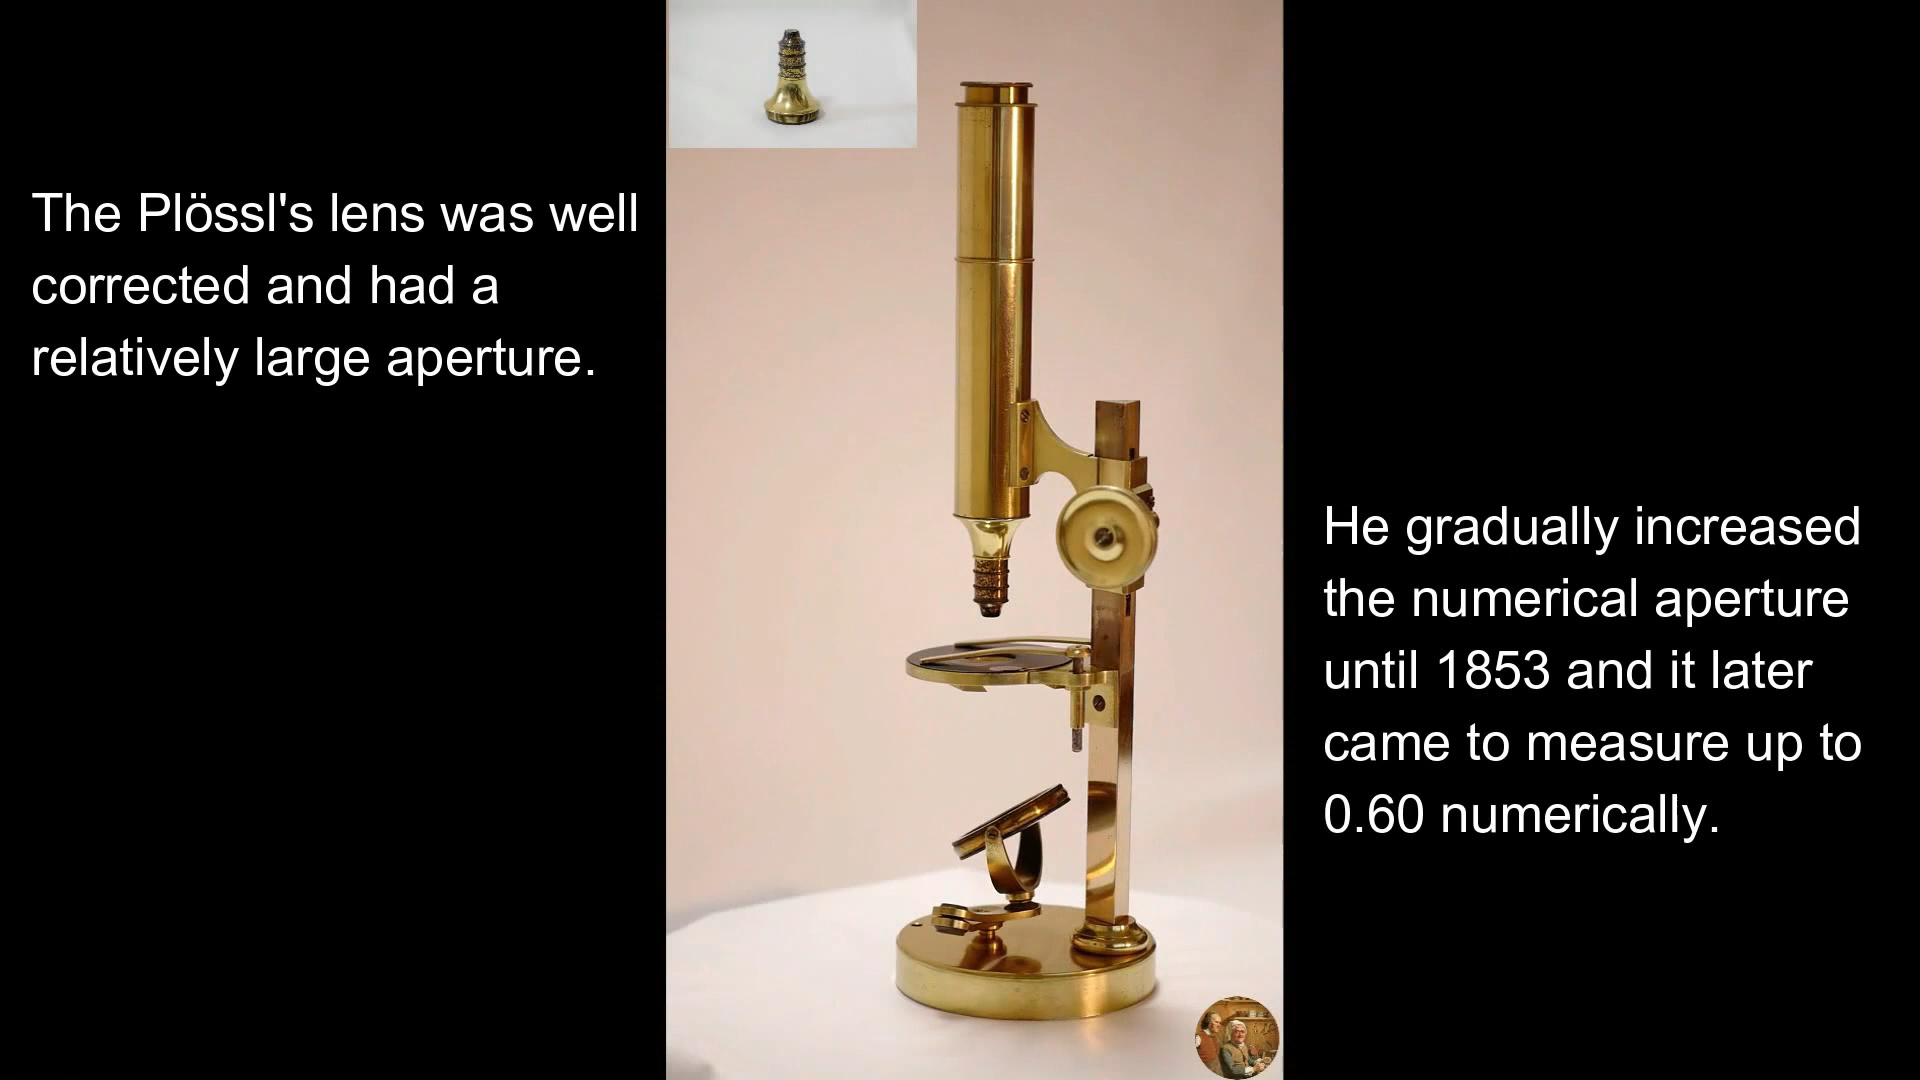 The Plössl's lens was well
corrected and had a
relatively large aperture.
He gradually increased
the numerical aperture
until 1853 and it later
came to measure up to
0.60 numerically.